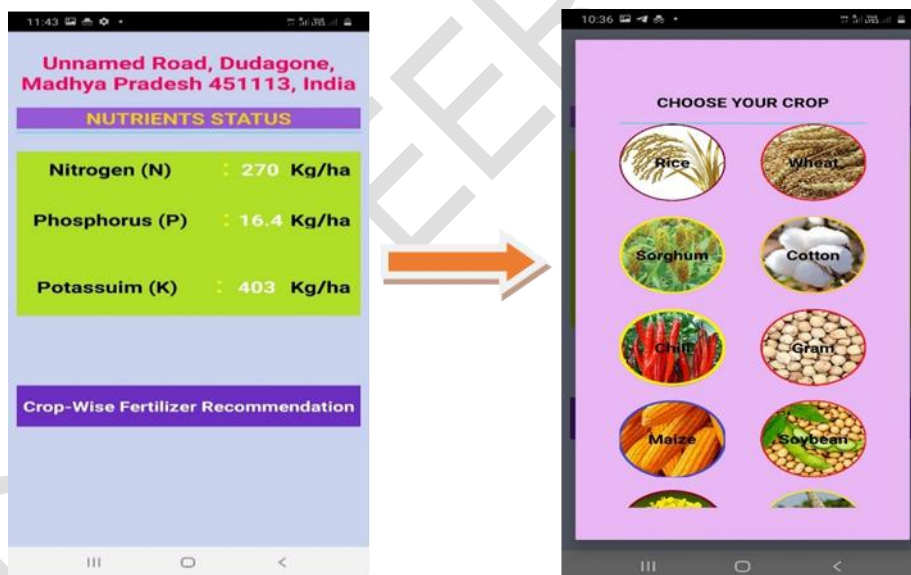 11:43
Unnamed Road, Dudagone,
Madhya Pradesh 451113, India
NUTRIENTS STATUS
Nitrogen (N) : 270 Kg/ha
Phosphorus (P) : 16.4 Kg/ha
Potassuim (K) : 403 Kg/ha
Crop-Wise Fertilizer Recommendation
10:36
CHOOSE YOUR CROP
Rice Wheat
Sorghum Cotton
Chilli Gram
Maize Soybean